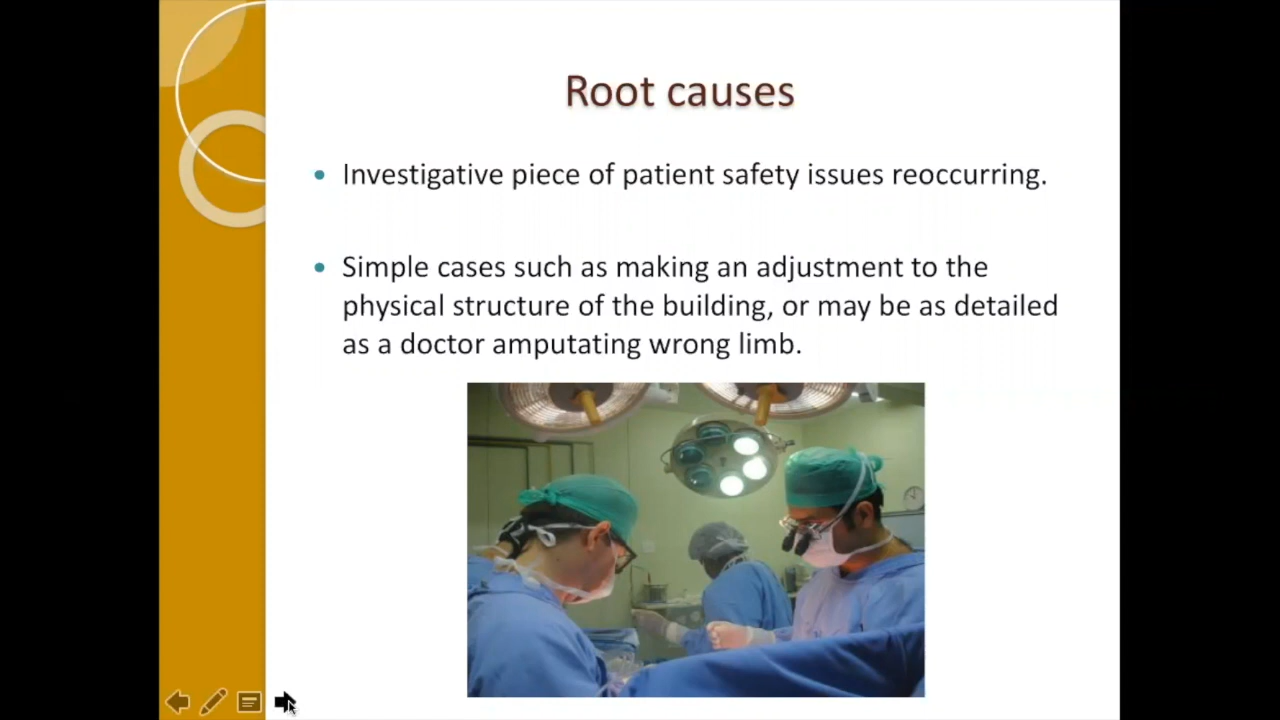 Root causes
• Investigative piece of patient safety issues reoccurring.
• Simple cases such as making an adjustment to the
physical structure of the building, or may be as detailed
as a doctor amputating wrong limb.